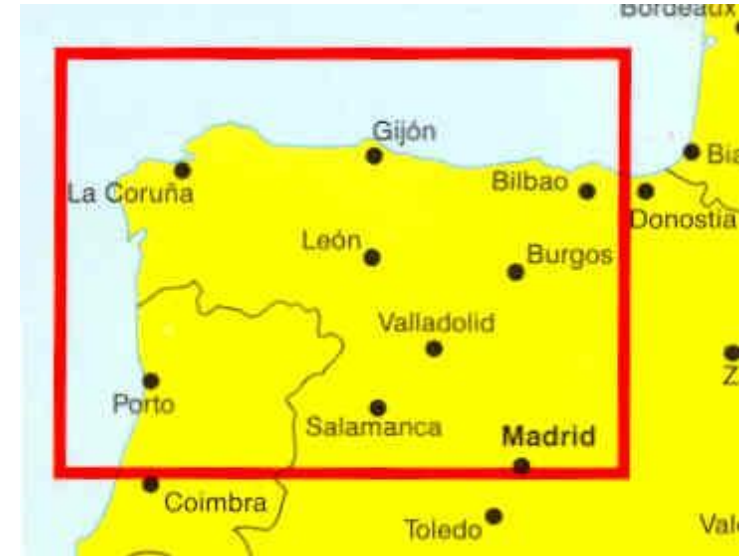 Bordeaux
Gijón
La Coruña
Bilbao
Donostia
León
Burgos
Valladolid
Porto
Salamanca
Madrid
Coimbra
Toledo